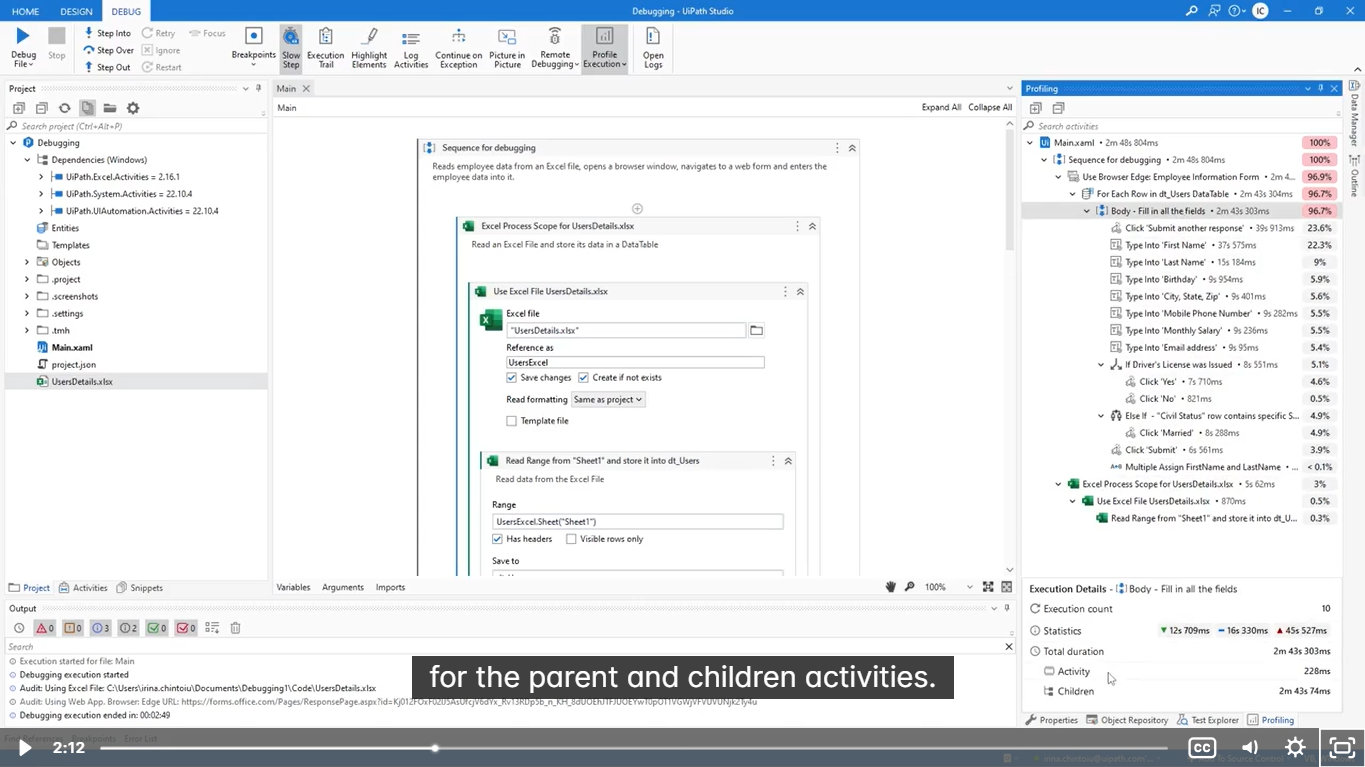 HOME DESIGN DEBUG Debugging - UiPath Studio IC
Debug File Stop
Step Into Retry Focus
Step Over Ignore
Step Out Restart
Breakpoints
Slow Step
Execution Trail
Highlight Elements
Log Activities
Continue on Exception
Picture in Picture
Remote Debugging
Profile Execution
Open Logs
Project
Search project (Ctrl+Alt+P)
Debugging
Dependencies (Windows)
UiPath.Excel.Activities = 2.16.1
UiPath.System.Activities = 22.10.4
UiPath.UIAutomation.Activities = 22.10.4
Entities
Templates
Objects
.project
.screenshots
.settings
.tmh
Main.xaml
project.json
UsersDetails.xlsx
Project Activities Snippets
Main
Main Expand All Collapse All
Sequence for debugging
Reads employee data from an Excel file, opens a browser window, navigates to a web form and enters the
employee data into it.
Excel Process Scope for UsersDetails.xlsx
Read an Excel File and store its data in a DataTable
Use Excel File UsersDetails.xlsx
Excel file
"UsersDetails.xlsx"
Reference as
UsersExcel
Save changes Create if not exists
Read formatting Same as project
Template file
Read Range from "Sheet1" and store it into dt_Users
Read data from the Excel File
Range
UsersExcel.Sheet("Sheet1")
Has headers Visible rows only
Save to
Variables Arguments Imports 100%
Profiling
Search activities
Main.xaml • 2m 48s 804ms 100%
Sequence for debugging • 2m 48s 804ms 100%
Use Browser Edge: Employee Information Form • 2m 4... 96.9%
For Each Row in dt_Users DataTable • 2m 43s 304ms 96.7%
Body - Fill in all the fields • 2m 43s 303ms 96.7%
Click 'Submit another response' • 39s 913ms 23.6%
Type Into 'First Name' • 37s 575ms 22.3%
Type Into 'Last Name' • 15s 184ms 9%
Type Into 'Birthday' • 9s 954ms 5.9%
Type Into 'City, State, Zip' • 9s 401ms 5.6%
Type Into 'Mobile Phone Number' • 9s 282ms 5.5%
Type Into 'Monthly Salary' • 9s 236ms 5.5%
Type Into 'Email address' • 9s 95ms 5.4%
If Driver's License was Issued • 8s 551ms 5.1%
Click 'Yes' • 7s 710ms 4.6%
Click 'No' • 821ms 0.5%
Else If - "Civil Status" row contains specific S... 4.9%
Click 'Married' • 8s 288ms 4.9%
Click 'Submit' • 6s 561ms 3.9%
Multiple Assign FirstName and LastName • ... < 0.1%
Excel Process Scope for UsersDetails.xlsx • 5s 62ms 3%
Use Excel File UsersDetails.xlsx • 870ms 0.5%
Read Range from "Sheet1" and store it into dt_U... 0.3%
Data Manager
Outline
Execution Details - Body - Fill in all the fields
Execution count 10
Statistics 12s 709ms 16s 330ms 45s 527ms
Total duration 2m 43s 303ms
Activity 228ms
Children 2m 43s 74ms
Properties Object Repository Test Explorer Profiling
Output
0 0 3 2 0 0
Search
Execution started for file: Main
Debugging execution started
Audit: Using Excel File: C:\Users\irina.chintoiu\Documents\Debugging1\Code\UsersDetails.xlsx
Audit: Using Web App. Browser: Edge URL:
Debugging execution ended in: 00:02:49
Find References Breakpoints Error List
for the parent and children activities.
2:12 CC